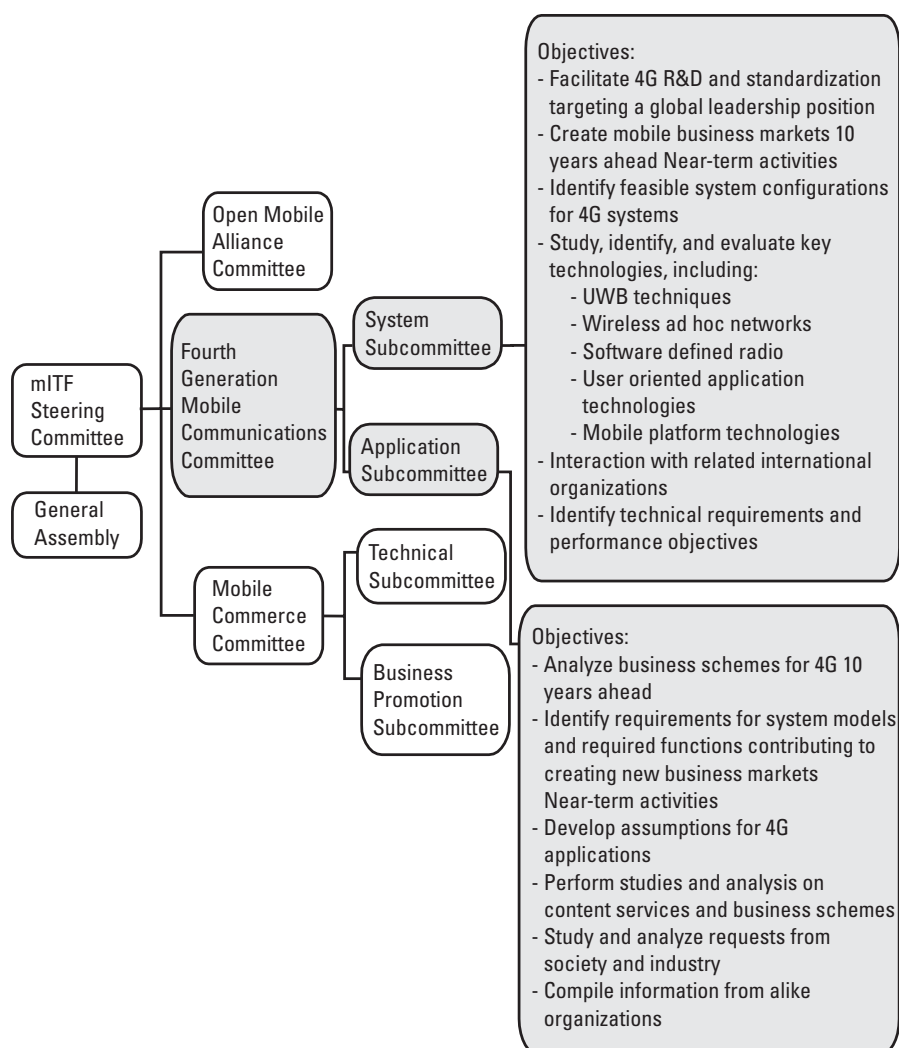 mITF
Steering
Committee
General
Assembly
Open Mobile
Alliance
Committee
Fourth
Generation
Mobile
Communications
Committee
Mobile
Commerce
Committee
System
Subcommittee
Application
Subcommittee
Technical
Subcommittee
Business
Promotion
Subcommittee
Objectives:
- Facilitate 4G R&D and standardization
targeting a global leadership position
- Create mobile business markets 10
years ahead Near-term activities
- Identify feasible system configurations
for 4G systems
- Study, identify, and evaluate key
technologies, including:
- UWB techniques
- Wireless ad hoc networks
- Software defined radio
- User oriented application
technologies
- Mobile platform technologies
- Interaction with related international
organizations
- Identify technical requirements and
performance objectives
Objectives:
- Analyze business schemes for 4G 10
years ahead
- Identify requirements for system models
and required functions contributing to
creating new business markets
Near-term activities
- Develop assumptions for 4G
applications
- Perform studies and analysis on
content services and business schemes
- Study and analyze requests from
society and industry
- Compile information from alike
organizations